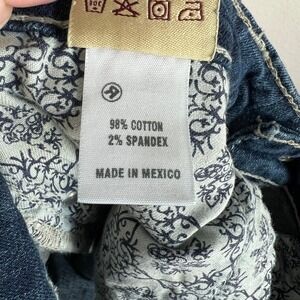 98% COTTON
2% SPANDEX
MADE IN MEXICO